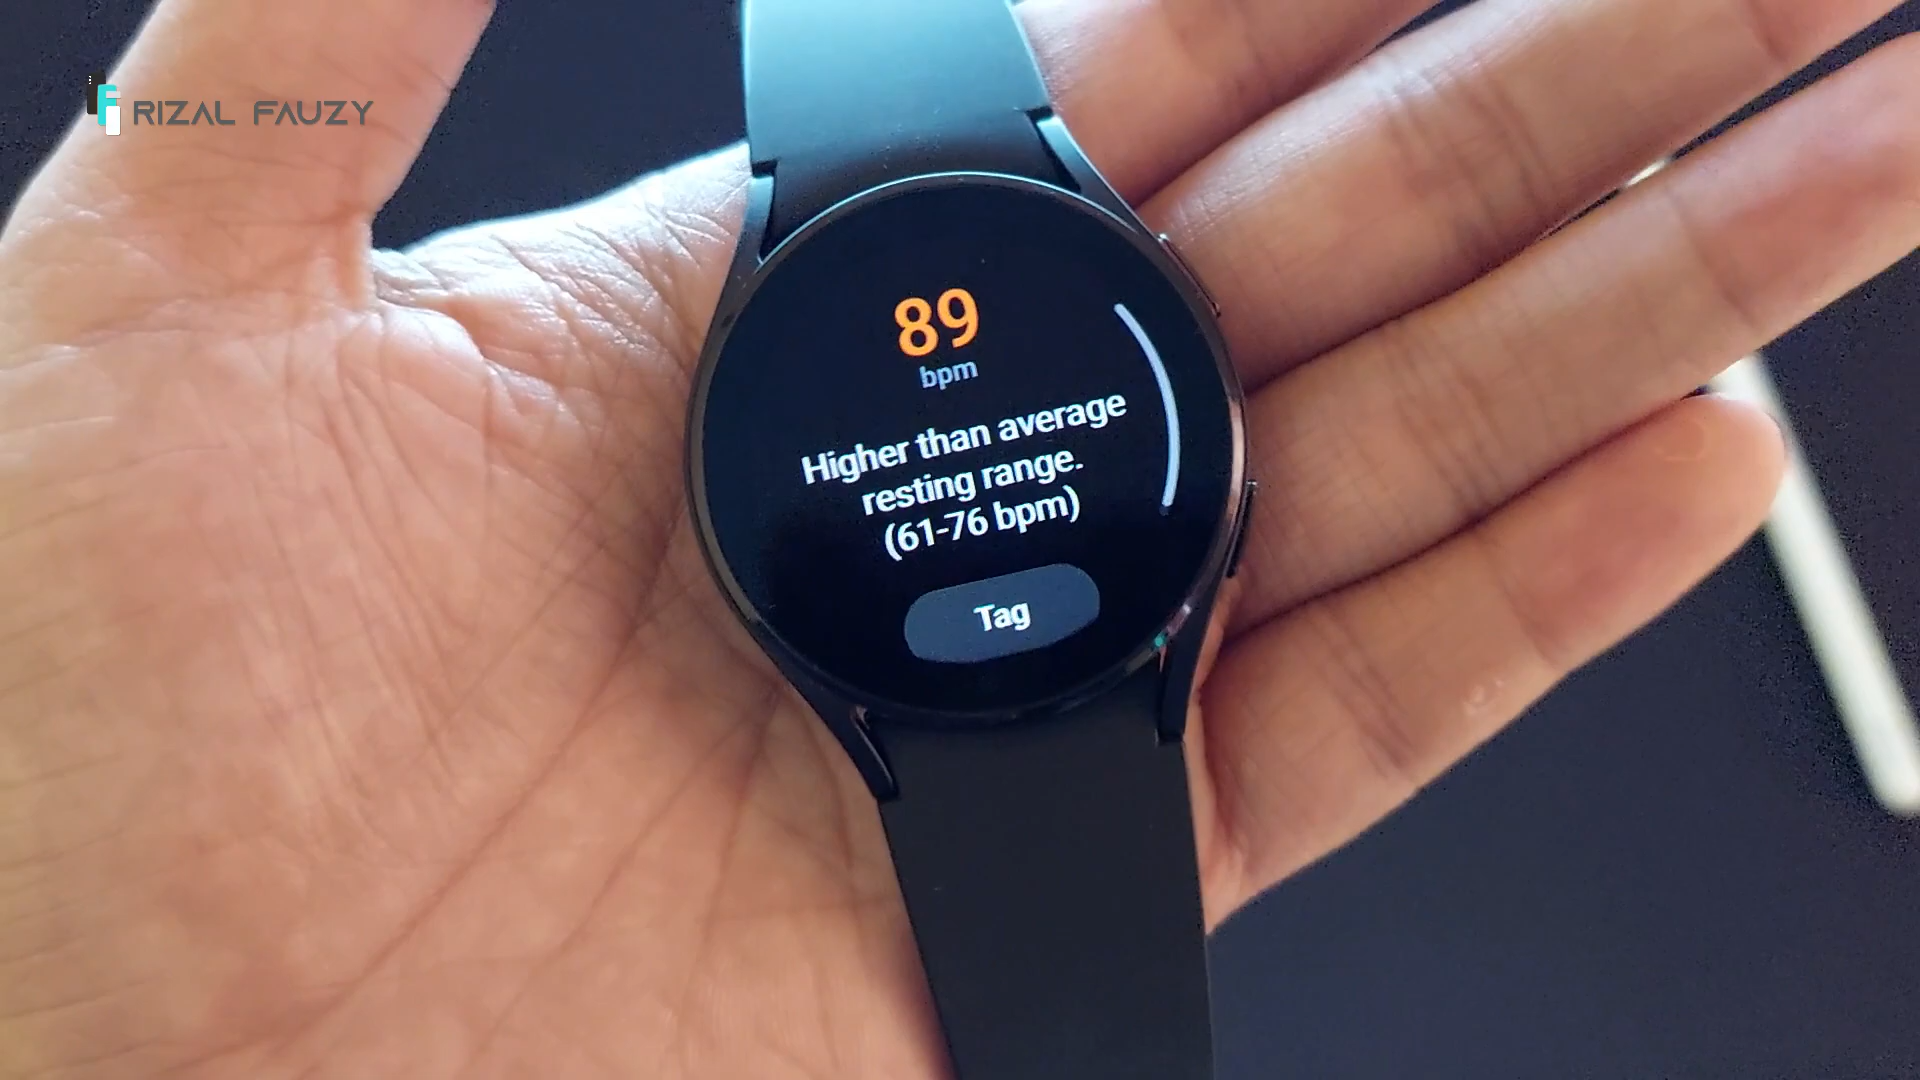 RIZAL FAUZY
89
bpm
Higher than average
resting range.
(61-76 bpm)
Tag